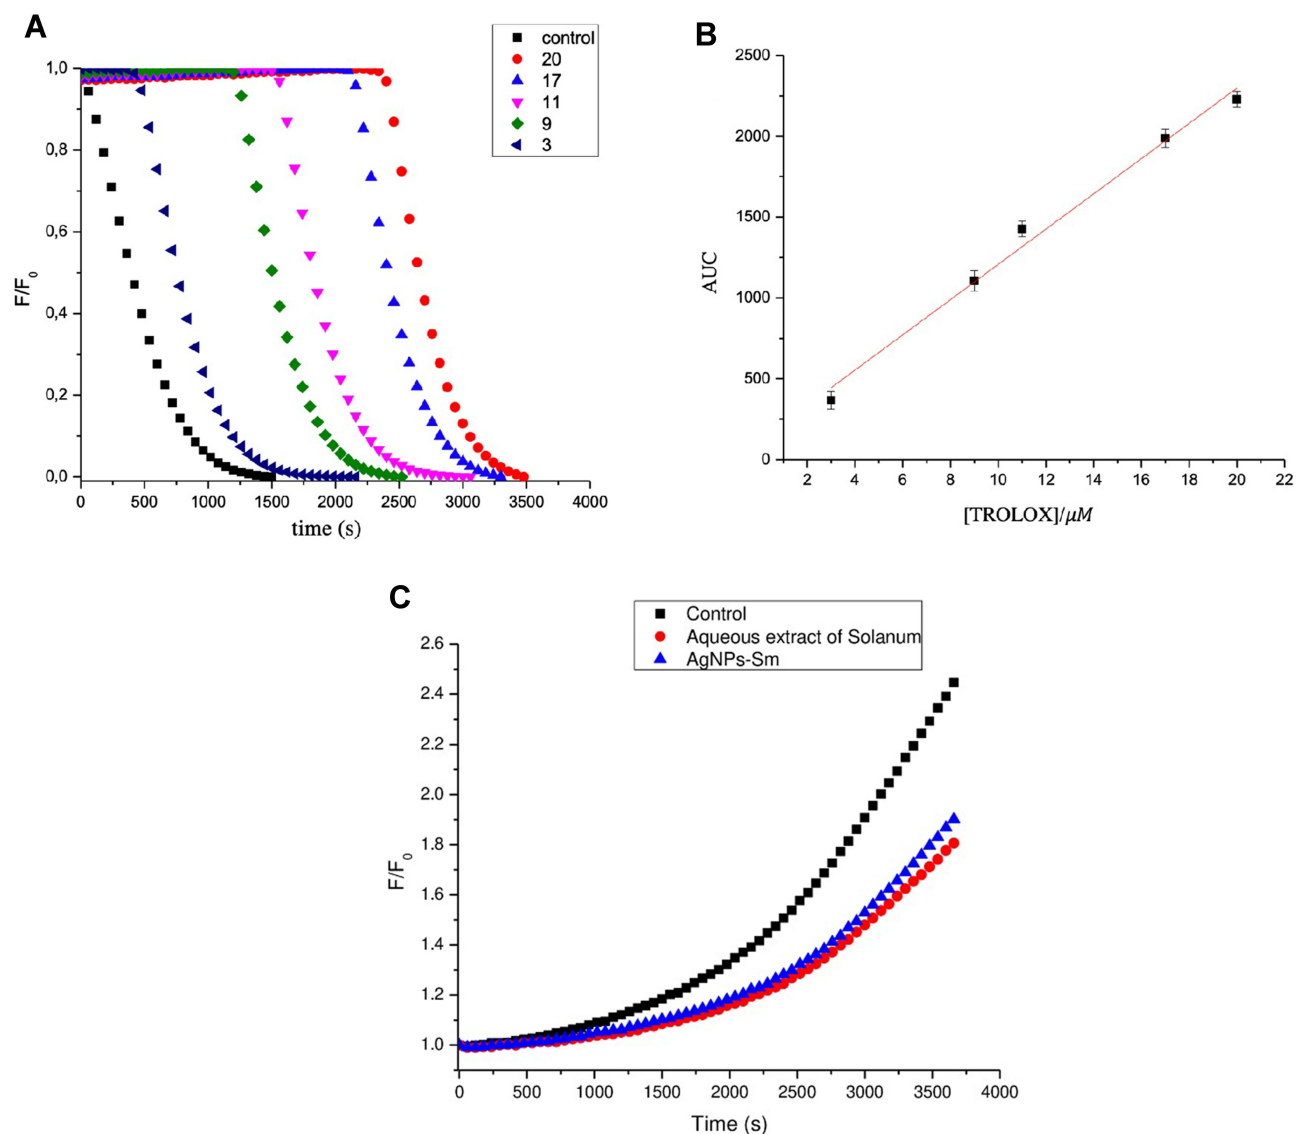 A
control
20
17
11
9
3
1,0
0,8
0,6
0,4
0,2
0,0
F/F0
0 500 1000 1500 2000 2500 3000 3500 4000
time (s)
B
2500
2000
1500
1000
500
0
AUC
2 4 6 8 10 12 14 16 18 20 22
[TROLOX]/μM
C
Control
Aqueous extract of Solanum
AgNPs-Sm
2.6
2.4
2.2
2.0
1.8
1.6
1.4
1.2
1.0
F/F0
0 500 1000 1500 2000 2500 3000 3500 4000
Time (s)